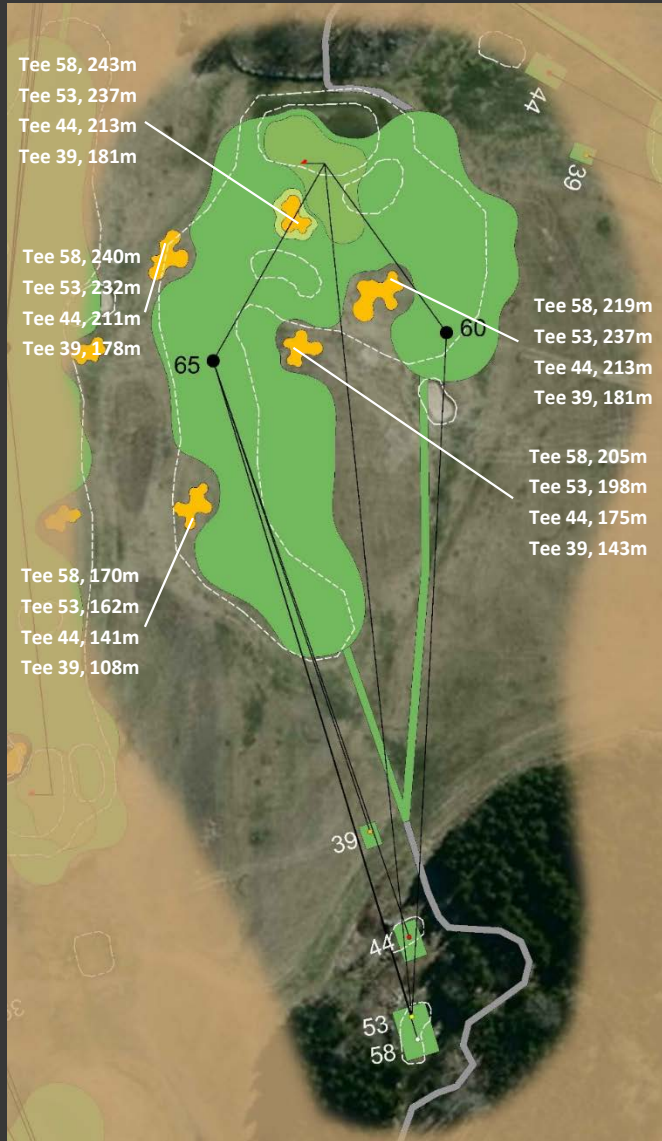 Tee 58, 243m
Tee 53, 237m
Tee 44, 213m
Tee 39, 181m
44
39
Tee 58, 240m
Tee 53, 232m
Tee 44, 211m
Tee 39, 178m
Tee 58, 219m
Tee 53, 237m
Tee 44, 213m
Tee 39, 181m
65
60
Tee 58, 205m
Tee 53, 198m
Tee 44, 175m
Tee 39, 143m
Tee 58, 170m
Tee 53, 162m
Tee 44, 141m
Tee 39, 108m
39
44
53
58